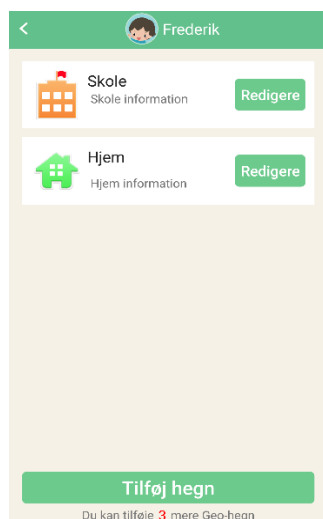 Frederik
Skole
Skole information
Redigere
Hjem
Hjem information
Redigere
Tilføj hegn
Du kan tilføje 3 mere Geo-hegn